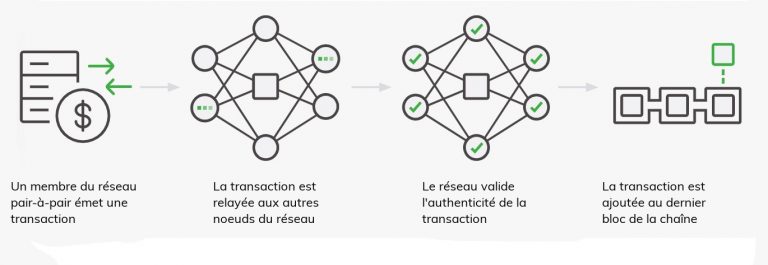 Un membre du réseau
pair-à-pair émet une
transaction
La transaction est
relayée aux autres
noeuds du réseau
Le réseau valide
l'authenticité de la
transaction
La transaction est
ajoutée au dernier
bloc de la chaîne